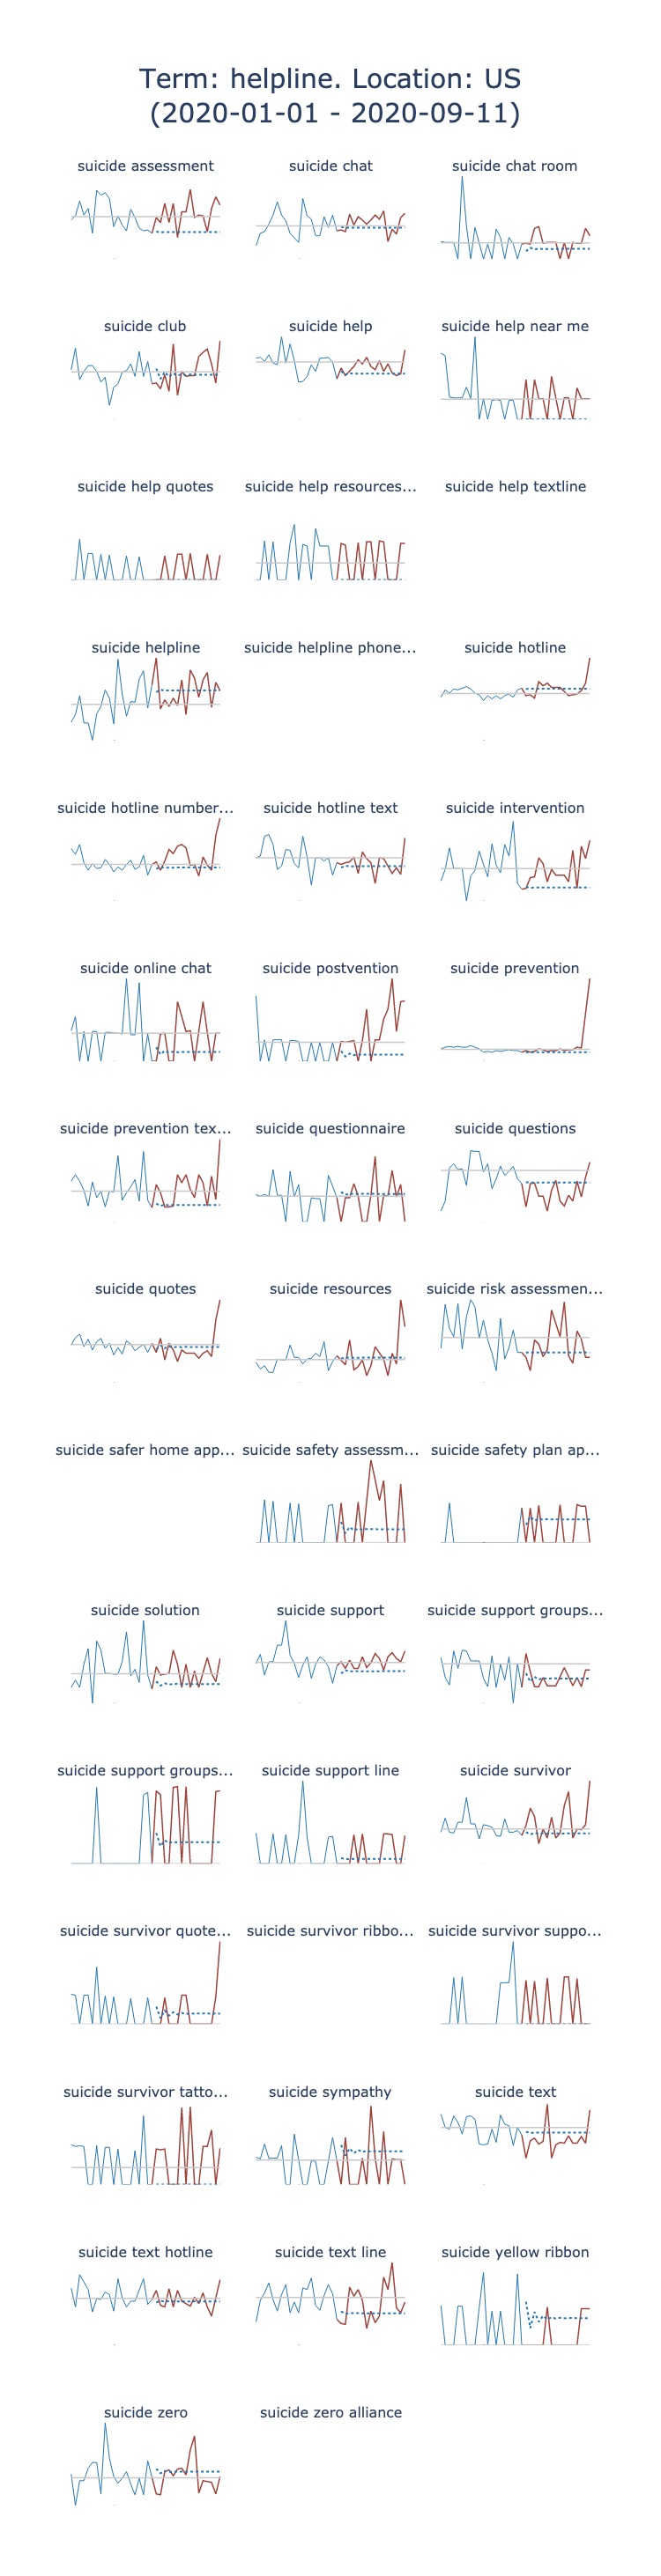 Term: helpline. Location: US
(2020-01-01 - 2020-09-11)
suicide assessment
suicide chat
suicide chat room
suicide club
suicide help
suicide help near me
suicide help quotes
suicide help resources...
suicide help textline
suicide helpline
suicide helpline phone...
suicide hotline
suicide hotline number...
suicide hotline text
suicide intervention
suicide online chat
suicide postvention
suicide prevention
suicide prevention tex...
suicide questionnaire
suicide questions
suicide quotes
suicide resources
suicide risk assessmen...
suicide safer home app...
suicide safety assessm...
suicide safety plan ap...
suicide solution
suicide support
suicide support groups...
suicide support groups...
suicide support line
suicide survivor
suicide survivor quote...
suicide survivor ribbo...
suicide survivor suppo...
suicide survivor tatto...
suicide sympathy
suicide text
suicide text hotline
suicide text line
suicide yellow ribbon
suicide zero
suicide zero alliance